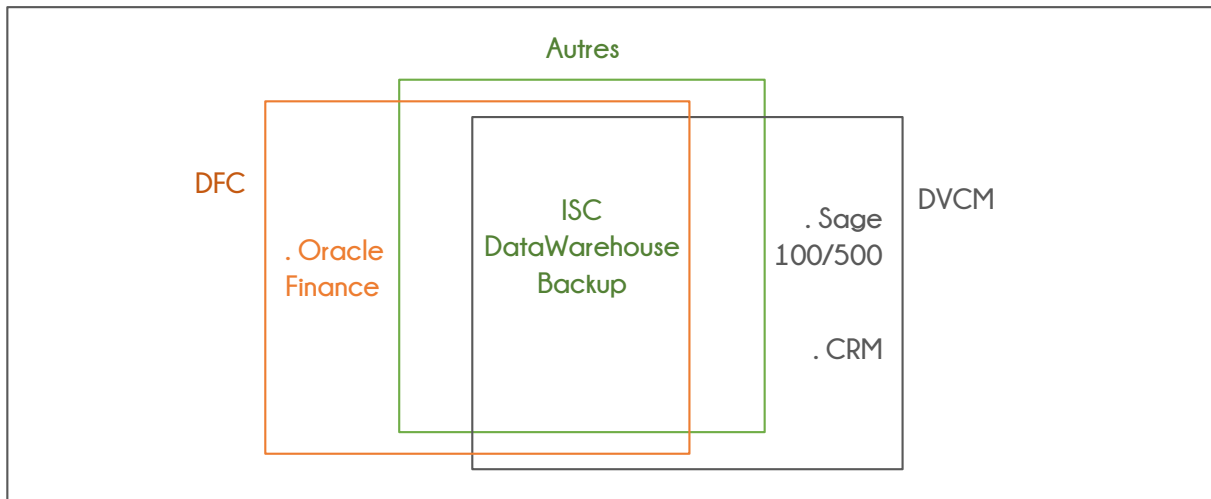 Autres
DFC
. Oracle
Finance
ISC
DataWarehouse
Backup
. Sage
100/500
. CRM
DVCM